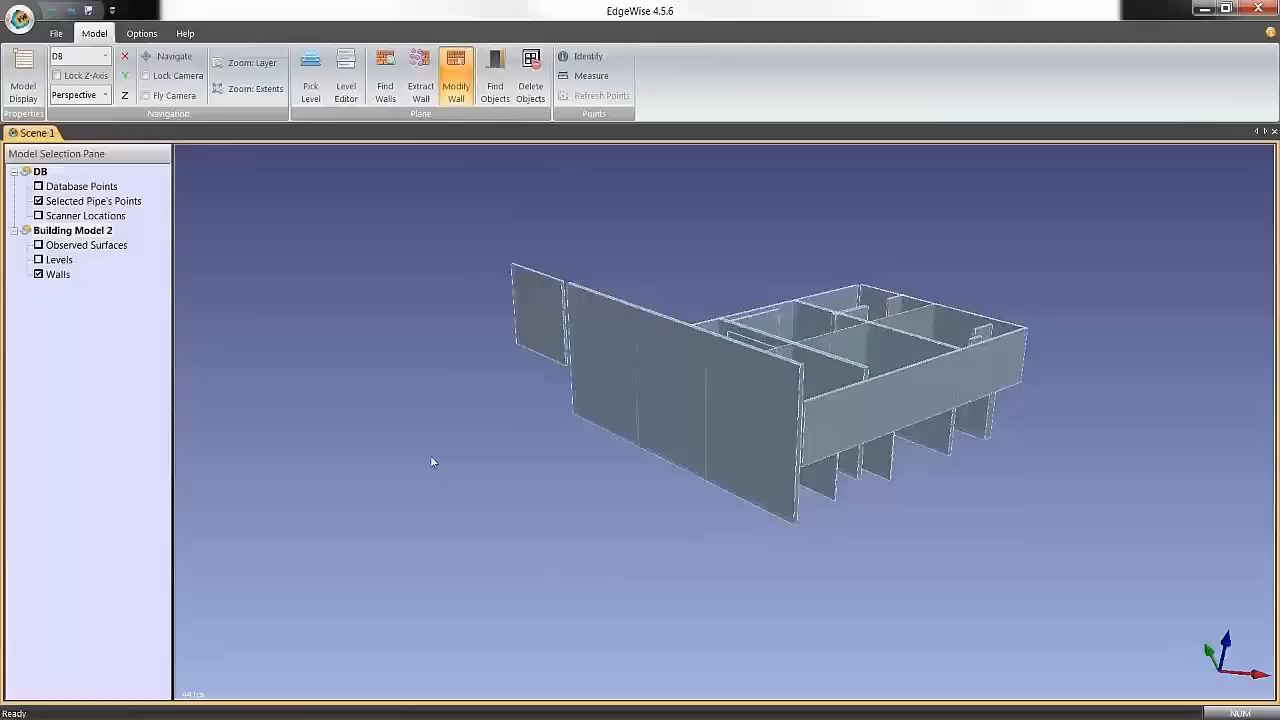 EdgeWise 4.5.6
File Model Options Help
Model Display
DB
Lock Z-Axis
Perspective
X
Y
Z
Navigate
Lock Camera
Fly Camera
Zoom: Layer
Zoom: Extents
Pick Level
Level Editor
Find Walls
Extract Wall
Modify Wall
Find Objects
Delete Objects
Identify
Measure
Refresh Points
Properties Navigation Plane Points
Scene 1
Model Selection Pane
DB
Database Points
Selected Pipe's Points
Scanner Locations
Building Model 2
Observed Surfaces
Levels
Walls
Ready
NUM